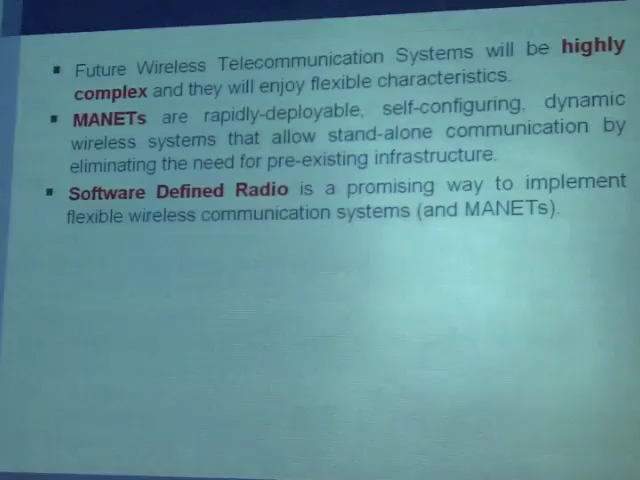 ▪ Future Wireless Telecommunication Systems will be highly
complex and they will enjoy flexible characteristics.
▪ MANETs are rapidly-deployable, self-configuring, dynamic
wireless systems that allow stand-alone communication by
eliminating the need for pre-existing infrastructure.
▪ Software Defined Radio is a promising way to implement
flexible wireless communication systems (and MANETs).